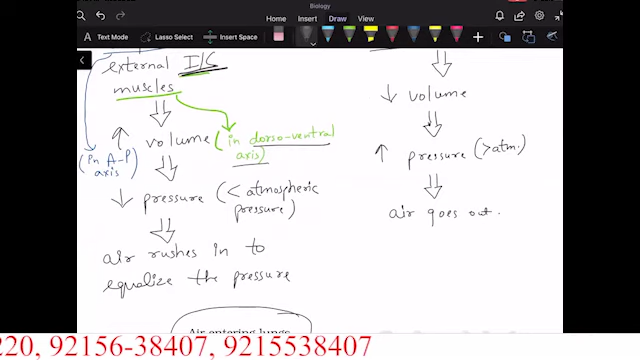 Biology
Home Insert Draw View
Text Mode Lasso Select Insert Space
external I/C
muscles
↑ volume (in dorso-ventral
axis)
(in A-P
axis)
↓ pressure (< atmospheric
pressure)
air rushes in to
equalize the pressure
↓ volume
↑ pressure (>atm.)
air goes out.
Air entering lungs
220, 92156-38407, 9215538407